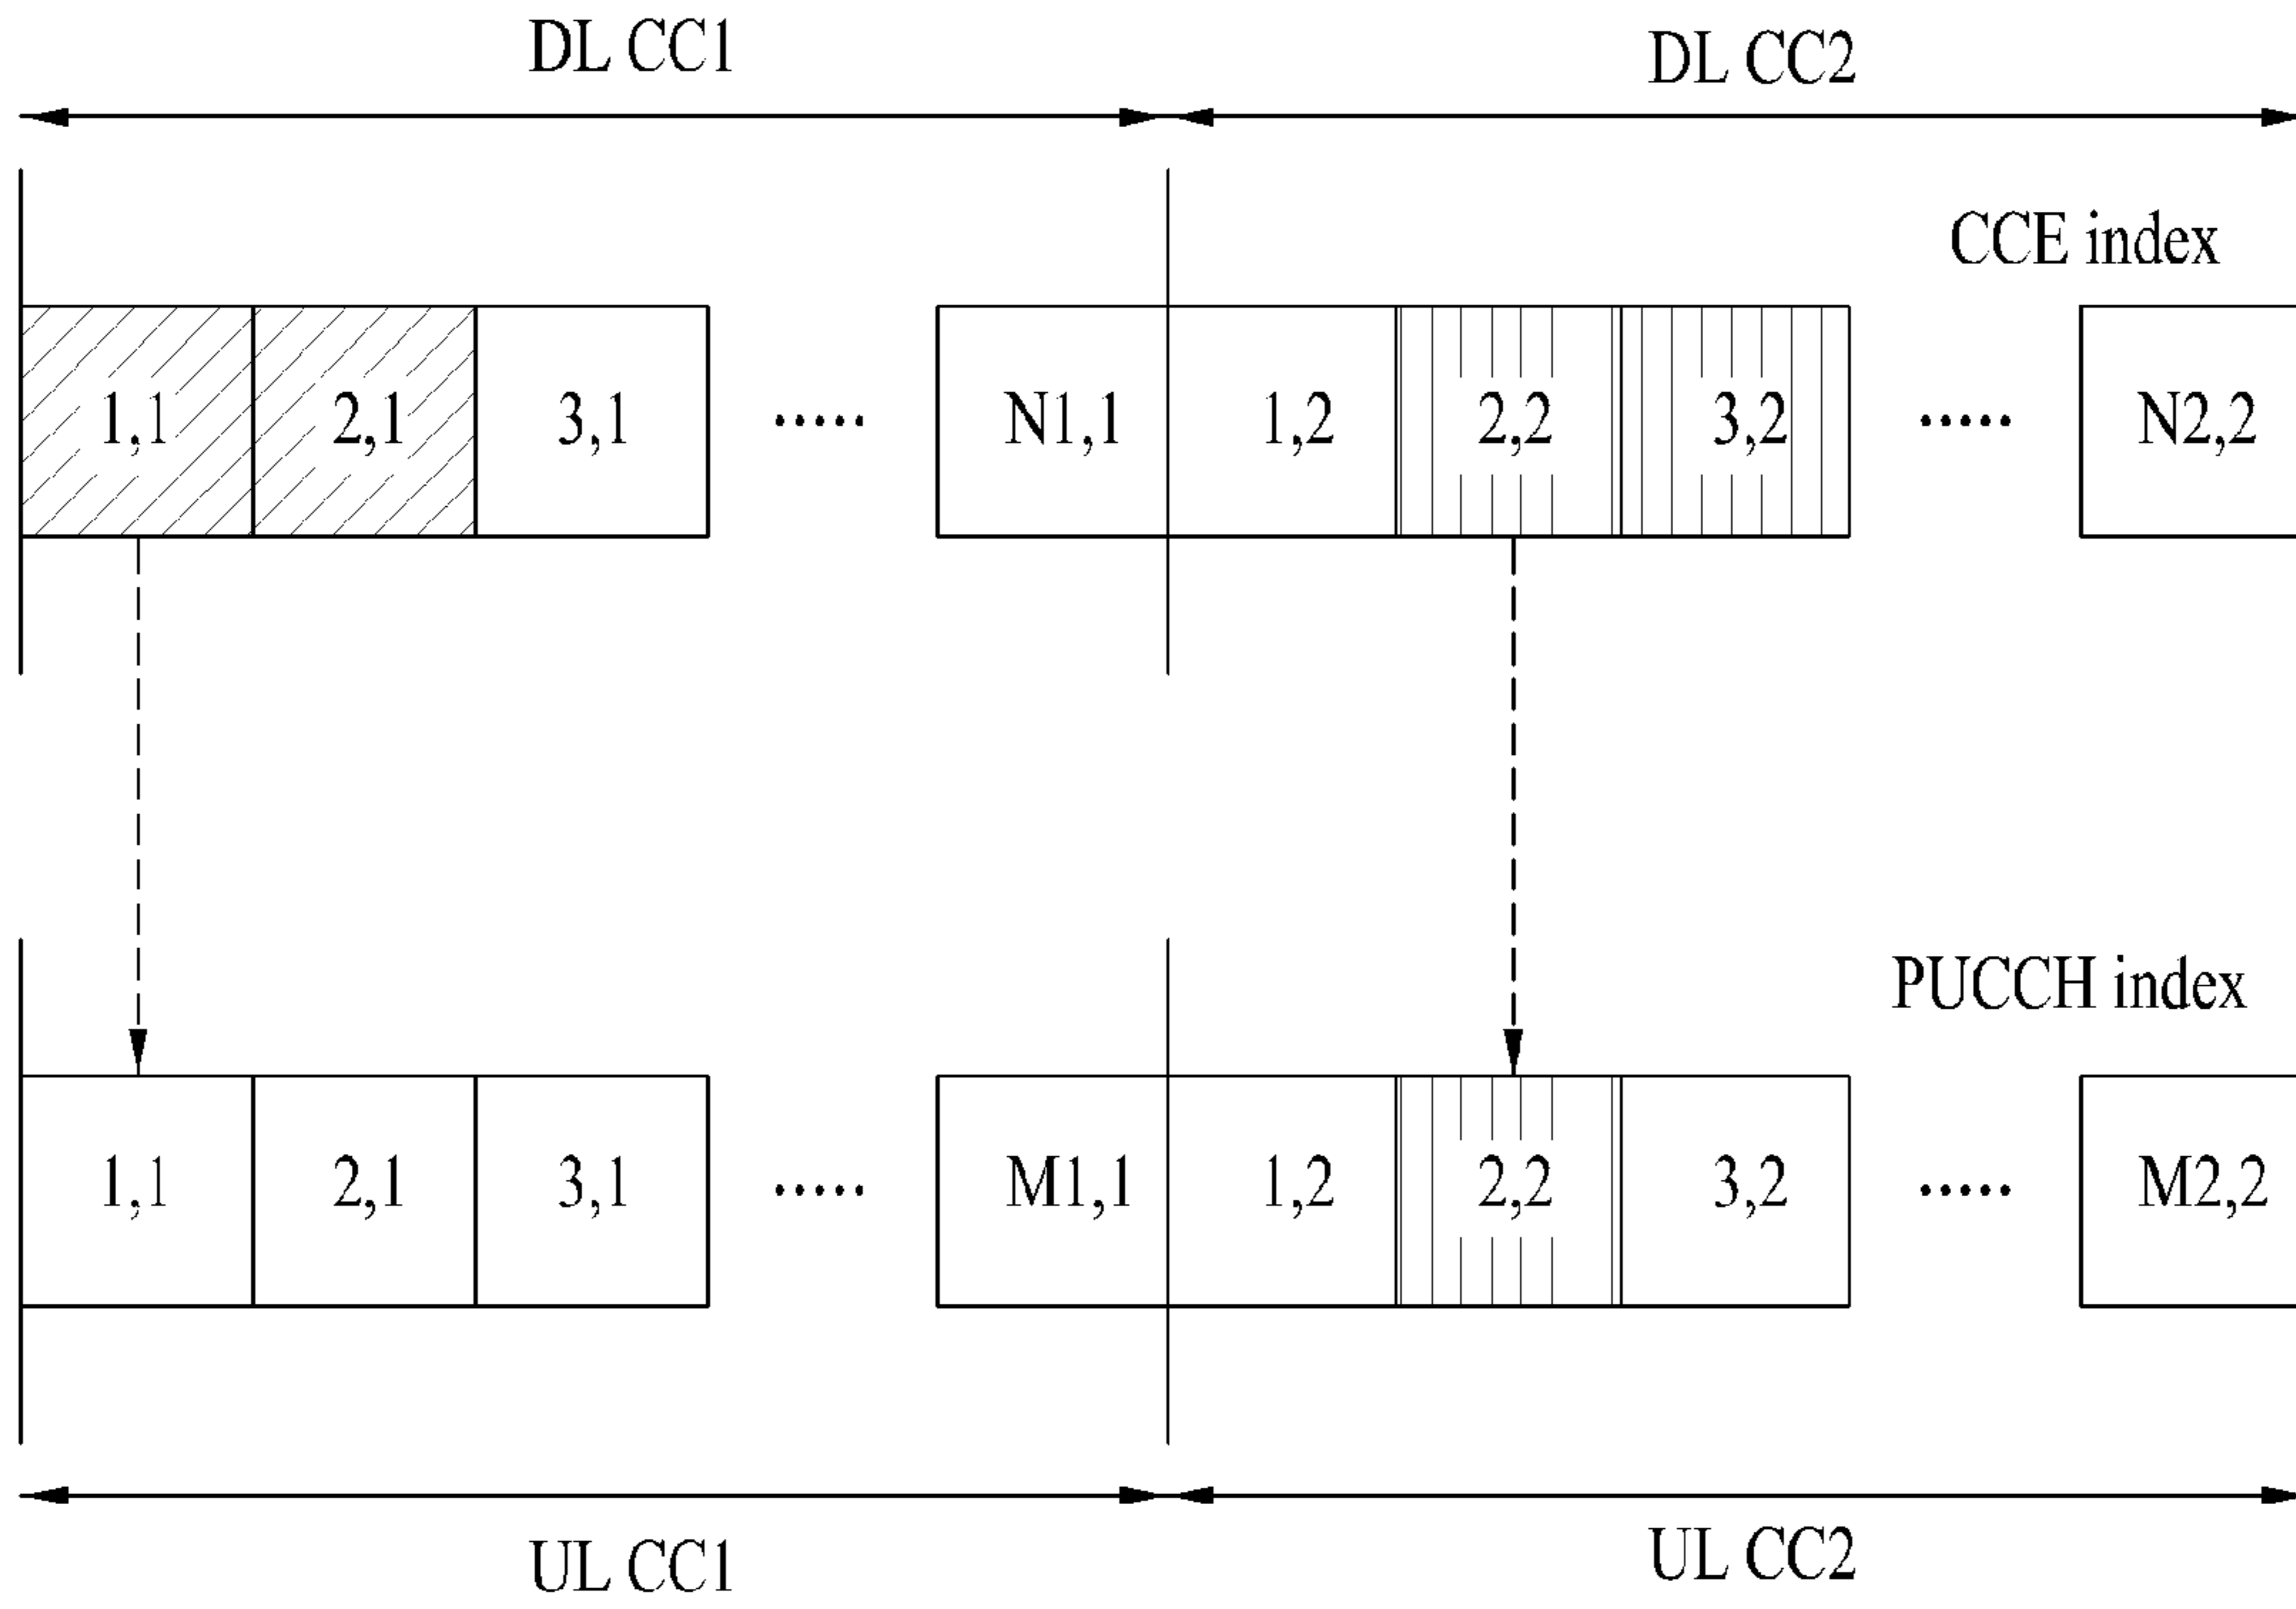 DL CC1 DL CC2
CCE index
1,1 2,1 3,1 ..... N1,1 1,2 2,2 3,2 ..... N2,2
PUCCH index
1,1 2,1 3,1 ..... M1,1 1,2 2,2 3,2 ..... M2,2
UL CC1 UL CC2